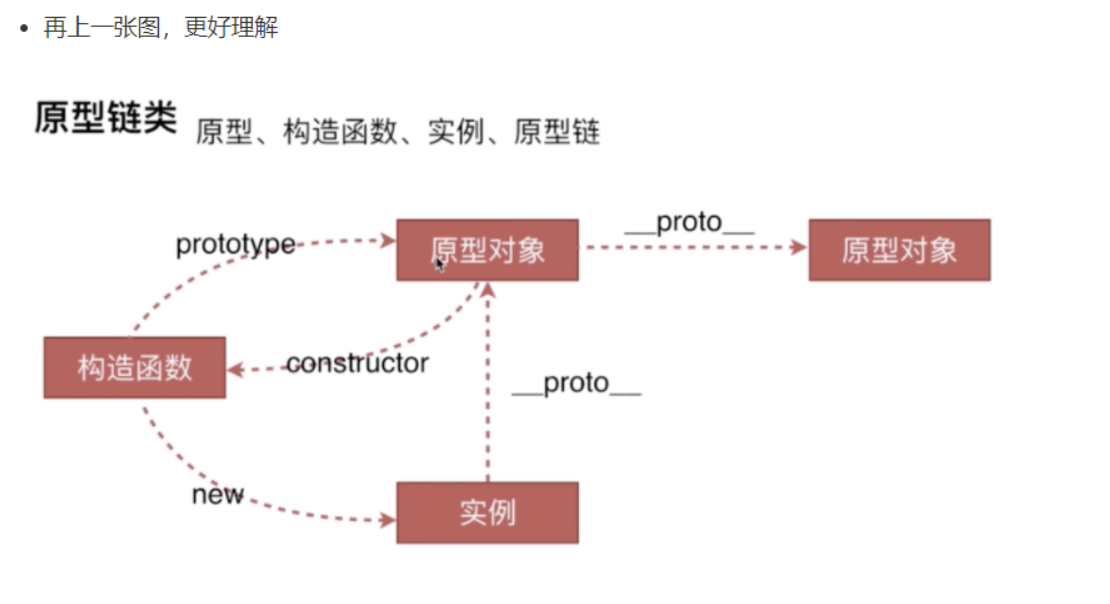 再上一张图，更好理解
原型链类 原型、构造函数、实例、原型链
prototype
原型对象
__proto__
原型对象
构造函数
constructor
__proto__
new
实例